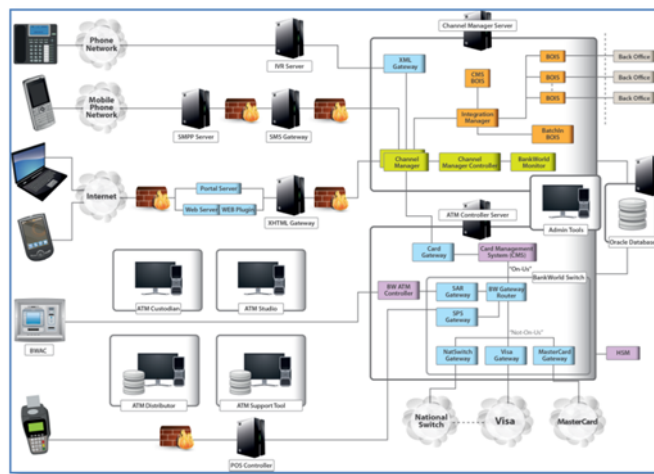 Channel Manager Server
Phone
Network
IVR Server
XML
Gateway
BOXS
Back Office
CMS
BOXS
BOXS
Back Office
Mobile
Phone
Network
BOXS
Back Office
Integration
Manager
SMPP Server
SMS Gateway
BatchIn
BOXS
Channel
Manager
Channel
Manager Controller
BankWorld
Monitor
Internet
Portal Server
Web Server
WEB Plugin
XHTML Gateway
ATM Controller Server
Admin Tools
Oracle Database
Card
Gateway
Card Management
System (CMS)
"On-Us"
BankWorld Switch
ATM Custodian
ATM Studio
BW ATM
Controller
SAR
Gateway
BW Gateway
Router
SPS
Gateway
BWAC
"Not-On-Us"
NatSwitch
Gateway
Visa
Gateway
MasterCard
Gateway
HSM
ATM Distributor
ATM Support Tool
National
Switch
Visa
MasterCard
POS Controller